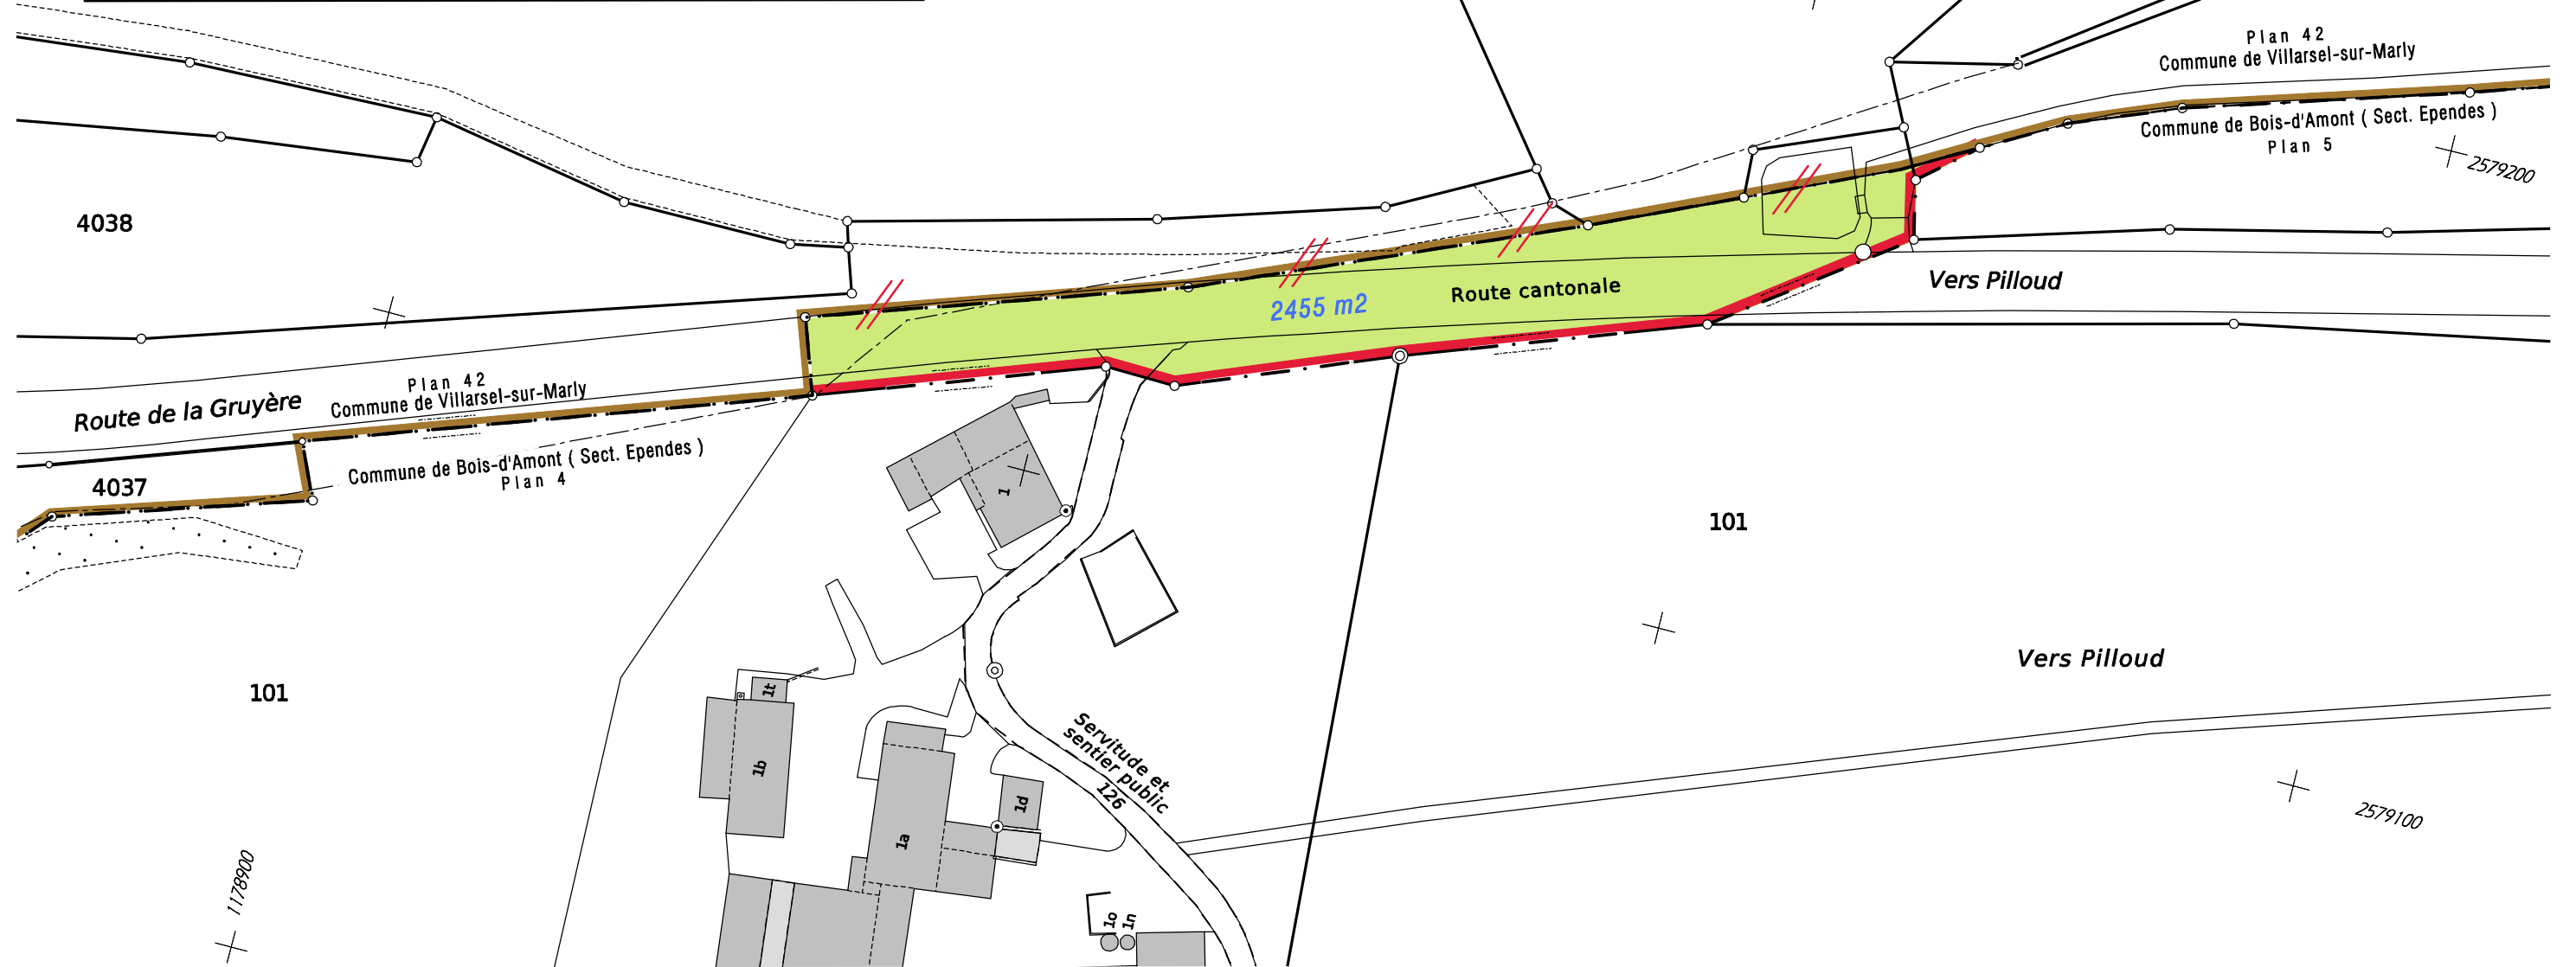 Plan 42
Commune de Villarsel-sur-Marly
Commune de Bois-d'Amont ( Sect. Ependes )
Plan 5
2579200
4038
Vers Pilloud
Route cantonale
2455 m2
Plan 42
Commune de Villarsel-sur-Marly
Route de la Gruyère
Commune de Bois-d'Amont ( Sect. Ependes )
Plan 4
4037
1
101
Vers Pilloud
101
1t
1b
Servitude et
sentier public
126
1d
1a
2579100
1178900
1o
1n